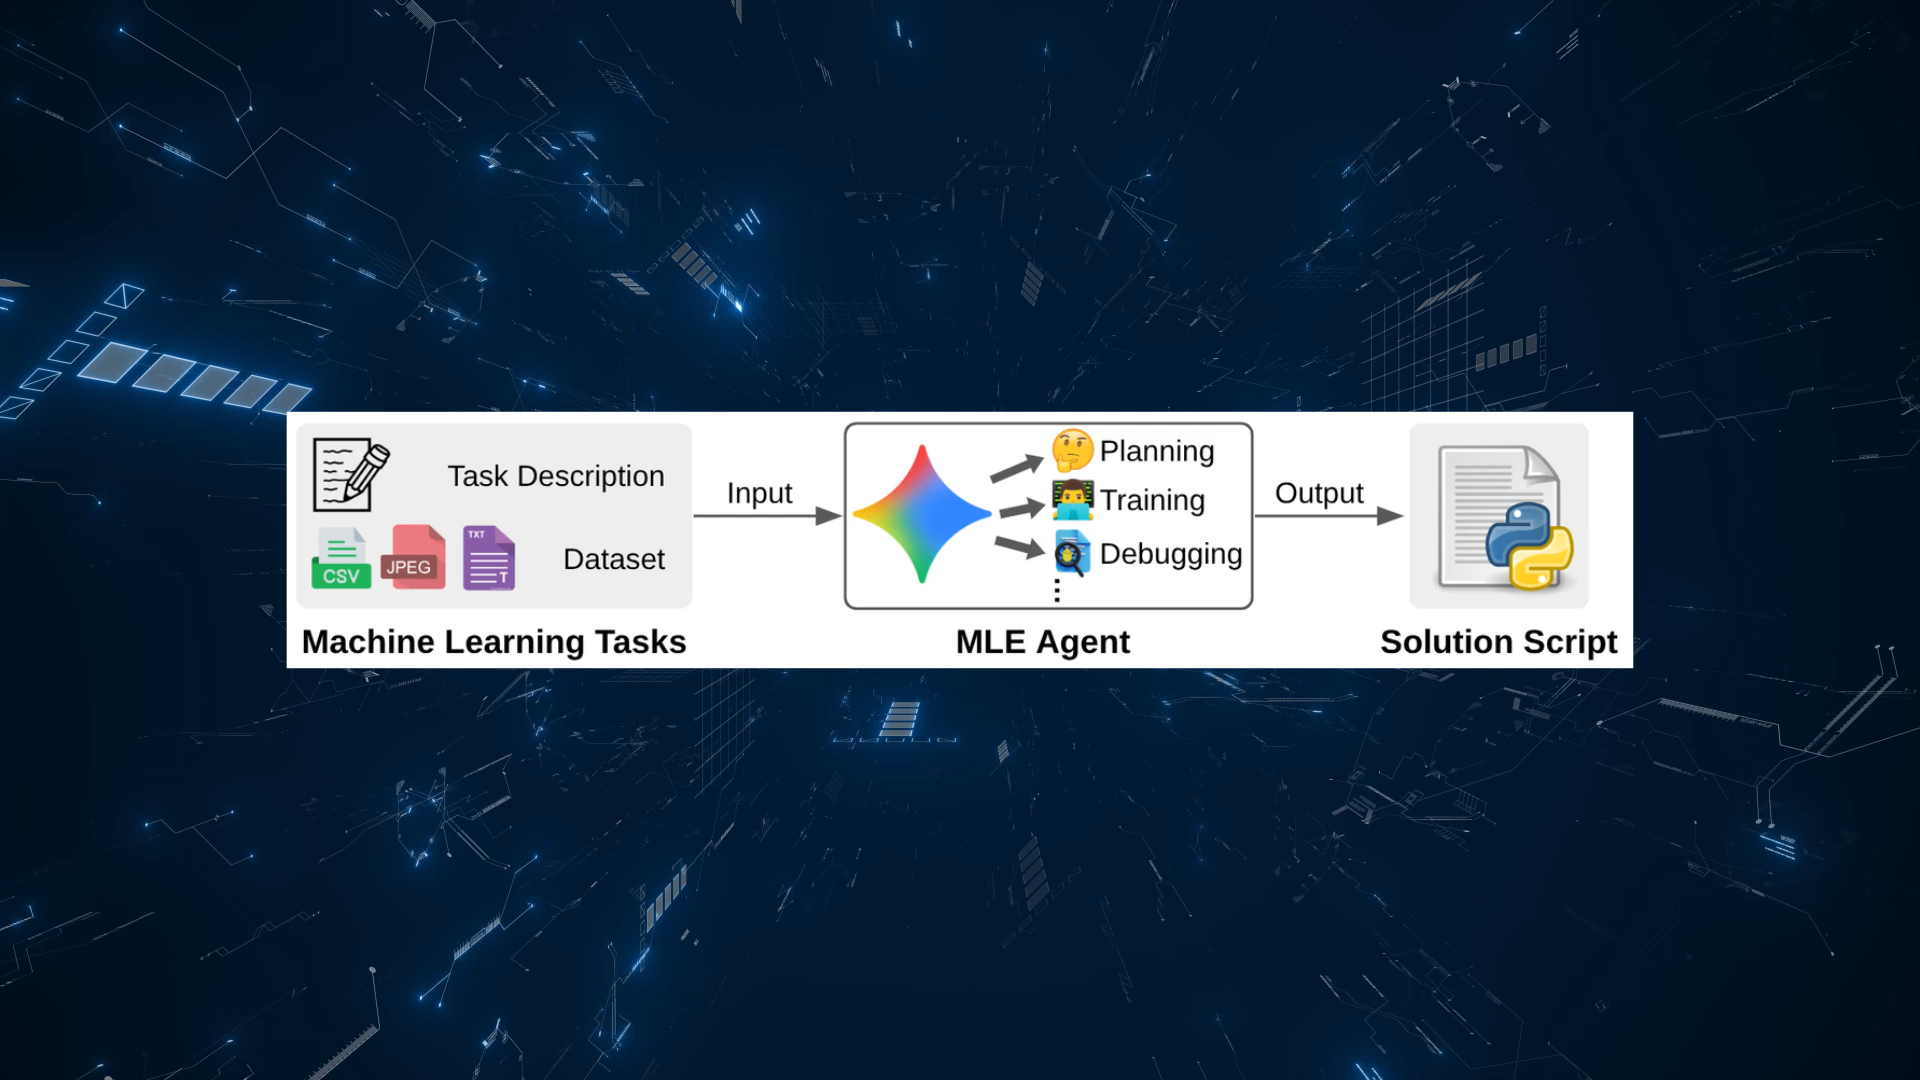 Task Description
CSV
JPEG
TXT
T
Dataset
Machine Learning Tasks
Input
Planning
Training
Debugging
MLE Agent
Output
Solution Script